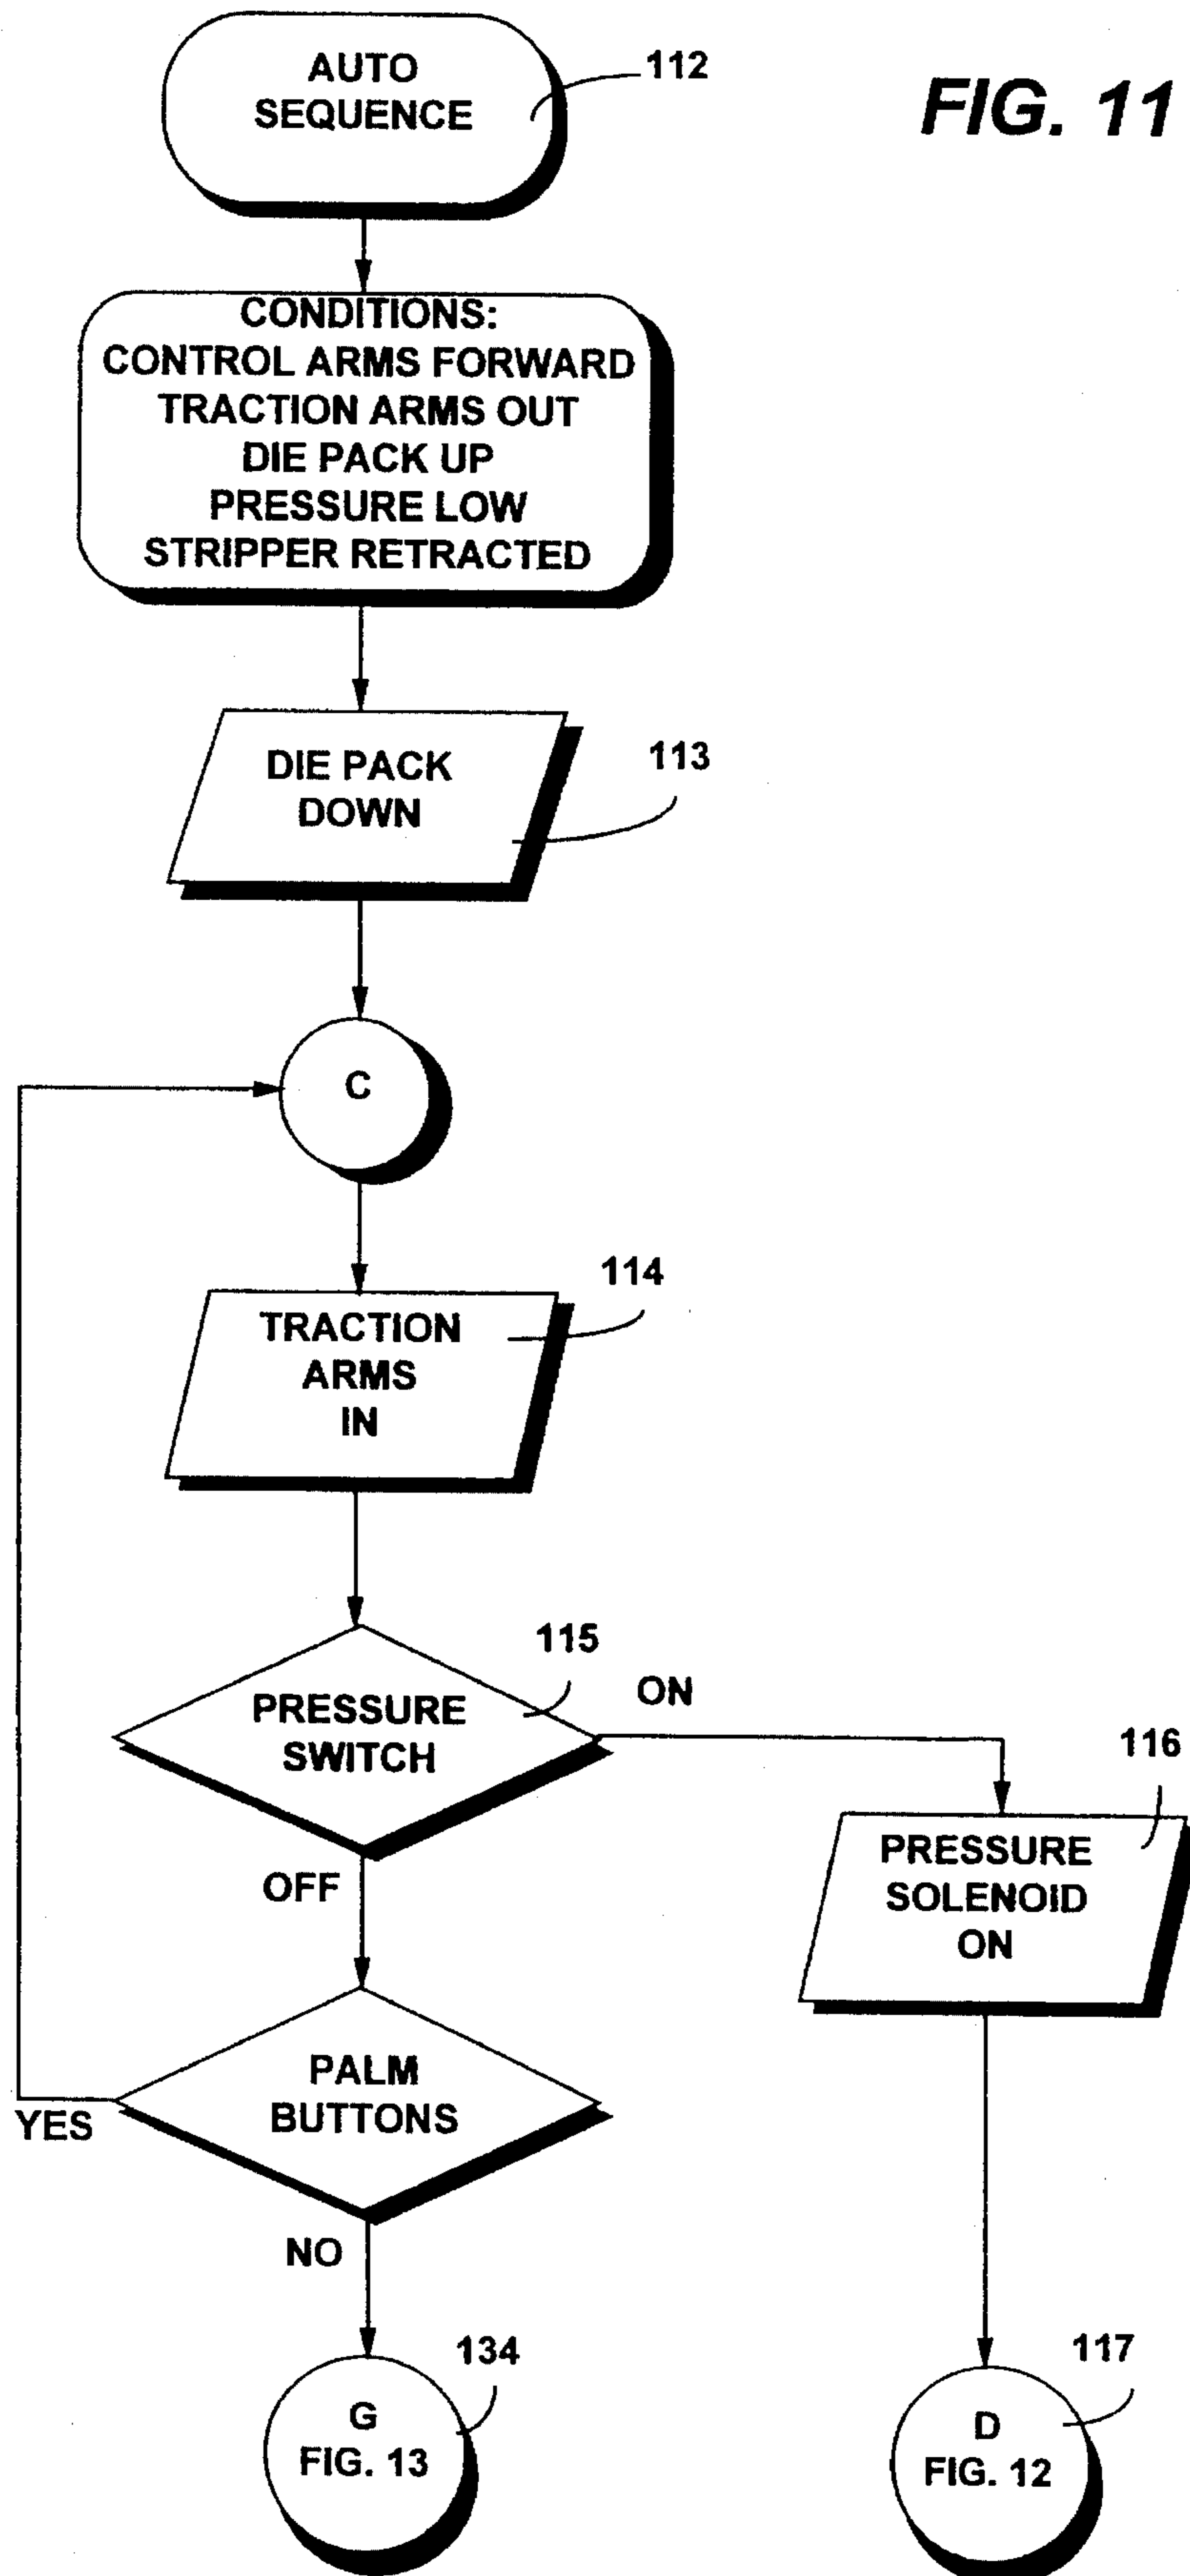 AUTO
SEQUENCE
112
FIG. 11
CONDITIONS:
CONTROL ARMS FORWARD
TRACTION ARMS OUT
DIE PACK UP
PRESSURE LOW
STRIPPER RETRACTED
DIE PACK
DOWN
113
C
114
TRACTION
ARMS
IN
115
PRESSURE
SWITCH
ON
116
PRESSURE
SOLENOID
ON
OFF
PALM
BUTTONS
YES
NO
134
G
FIG. 13
117
D
FIG. 12